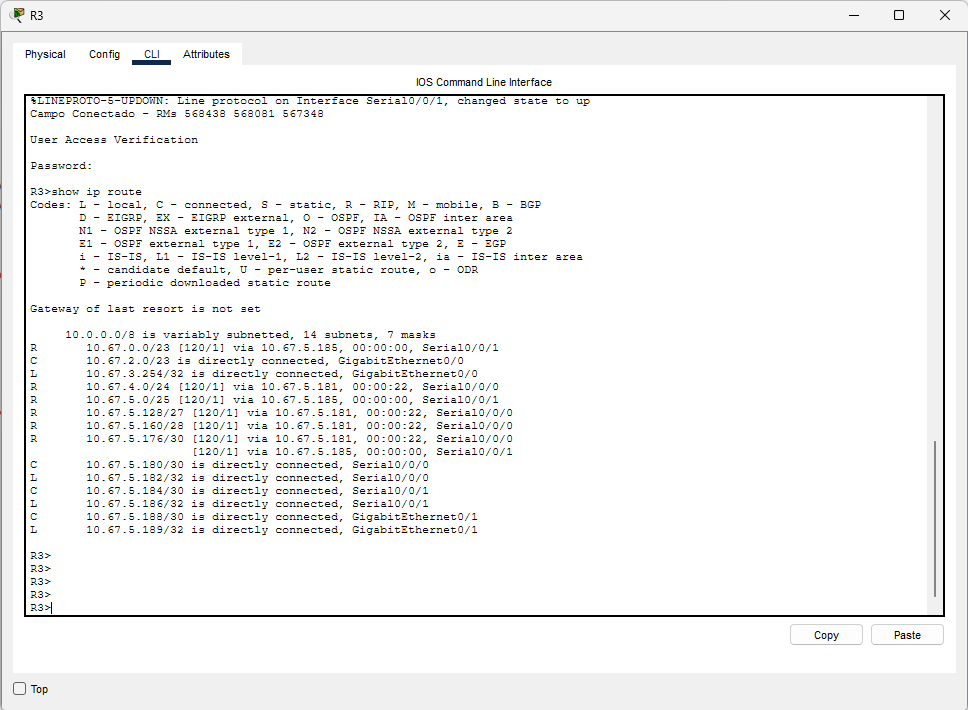 R3
Physical Config CLI Attributes
IOS Command Line Interface
%LINEPROTO-5-UPDOWN: Line protocol on Interface Serial0/0/1, changed state to up
Campo Conectado - RMs 568438 568081 567348
User Access Verification
Password:
R3>show ip route
Codes: L - local, C - connected, S - static, R - RIP, M - mobile, B - BGP
D - EIGRP, EX - EIGRP external, O - OSPF, IA - OSPF inter area
N1 - OSPF NSSA external type 1, N2 - OSPF NSSA external type 2
E1 - OSPF external type 1, E2 - OSPF external type 2, E - EGP
i - IS-IS, L1 - IS-IS level-1, L2 - IS-IS level-2, ia - IS-IS inter area
* - candidate default, U - per-user static route, o - ODR
P - periodic downloaded static route
Gateway of last resort is not set
10.0.0.0/8 is variably subnetted, 14 subnets, 7 masks
R 10.67.0.0/23 [120/1] via 10.67.5.185, 00:00:00, Serial0/0/1
C 10.67.2.0/23 is directly connected, GigabitEthernet0/0
L 10.67.3.254/32 is directly connected, GigabitEthernet0/0
R 10.67.4.0/24 [120/1] via 10.67.5.181, 00:00:22, Serial0/0/0
R 10.67.5.0/25 [120/1] via 10.67.5.185, 00:00:00, Serial0/0/1
R 10.67.5.128/27 [120/1] via 10.67.5.181, 00:00:22, Serial0/0/0
R 10.67.5.160/28 [120/1] via 10.67.5.181, 00:00:22, Serial0/0/0
R 10.67.5.176/30 [120/1] via 10.67.5.181, 00:00:22, Serial0/0/0
[120/1] via 10.67.5.185, 00:00:00, Serial0/0/1
C 10.67.5.180/30 is directly connected, Serial0/0/0
L 10.67.5.182/32 is directly connected, Serial0/0/0
C 10.67.5.184/30 is directly connected, Serial0/0/1
L 10.67.5.186/32 is directly connected, Serial0/0/1
C 10.67.5.188/30 is directly connected, GigabitEthernet0/1
L 10.67.5.189/32 is directly connected, GigabitEthernet0/1
R3>
R3>
R3>
R3>
R3>
Copy Paste
Top